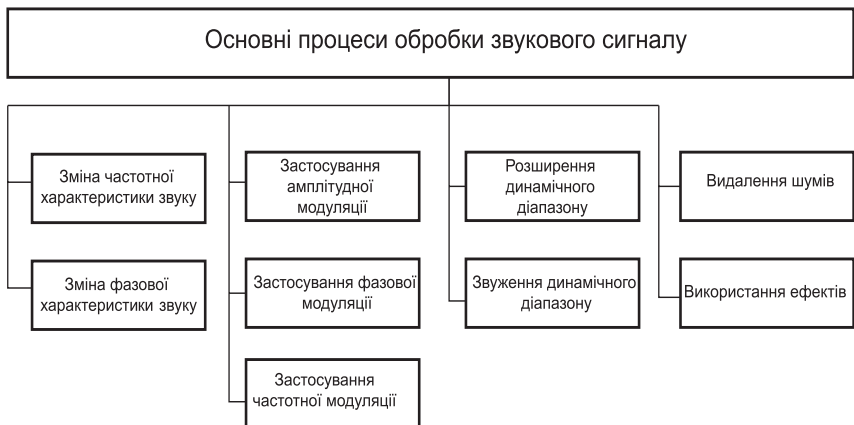 Основні процеси обробки звукового сигналу
Зміна частотної
характеристики звуку
Зміна фазової
характеристики звуку
Застосування
амплітудної
модуляції
Застосування фазової
модуляції
Застосування
частотної модуляції
Розширення
динамічного
діапазону
Звуження динамічного
діапазону
Видалення шумів
Використання ефектів